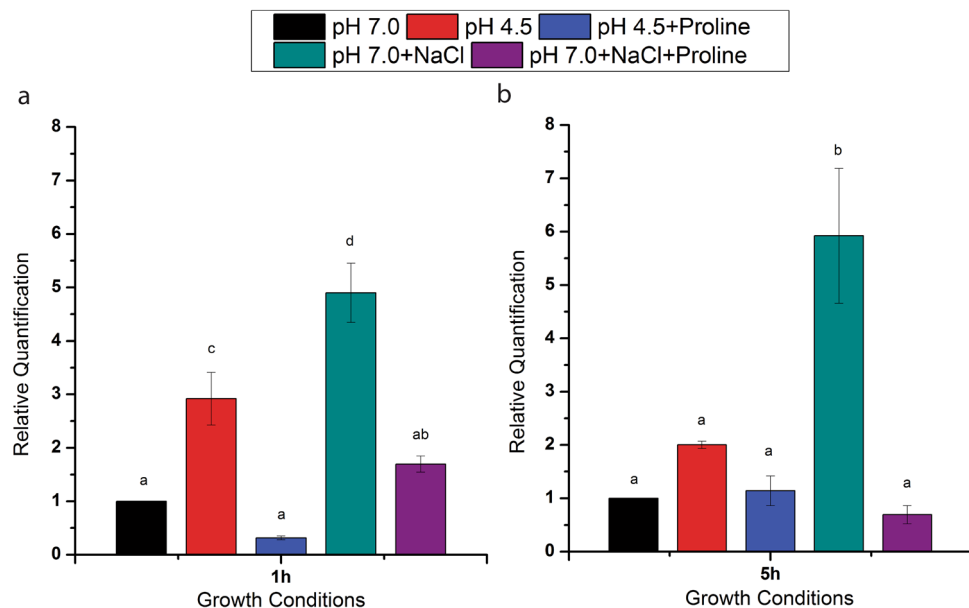 pH 7.0 pH 4.5 pH 4.5+Proline
pH 7.0+NaCl pH 7.0+NaCl+Proline
a
8
7
6
5
4
3
2
1
0
Relative Quantification
a
c
a
d
ab
1h
Growth Conditions
b
8
7
6
5
4
3
2
1
0
Relative Quantification
a
a
a
b
a
5h
Growth Conditions